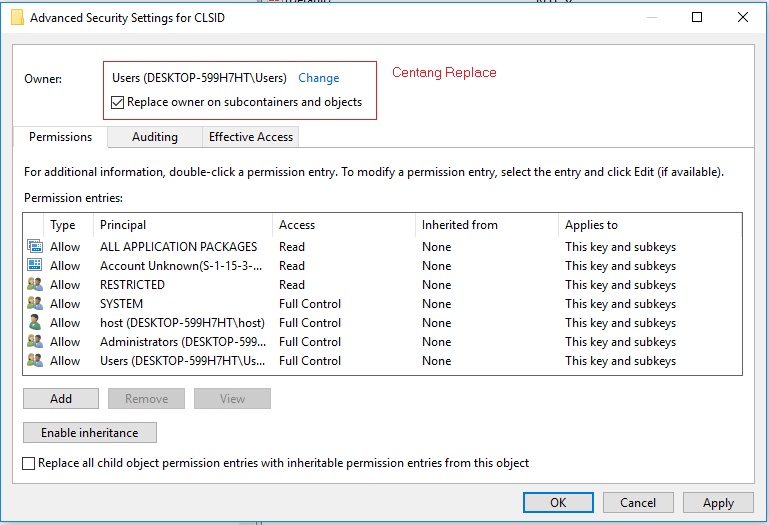 Advanced Security Settings for CLSID
Owner: Users (DESKTOP-599H7HT\Users) Change
Centang Replace
Replace owner on subcontainers and objects
Permissions Auditing Effective Access
For additional information, double-click a permission entry. To modify a permission entry, select the entry and click Edit (if available).
Permission entries:
Type Principal Access Inherited from Applies to
Allow ALL APPLICATION PACKAGES Read None This key and subkeys
Allow Account Unknown(S-1-15-3-... Read None This key and subkeys
Allow RESTRICTED Read None This key and subkeys
Allow SYSTEM Full Control None This key and subkeys
Allow host (DESKTOP-599H7HT\host) Full Control None This key and subkeys
Allow Administrators (DESKTOP-599... Full Control None This key and subkeys
Allow Users (DESKTOP-599H7HT\Us... Full Control None This key and subkeys
Add Remove View
Enable inheritance
Replace all child object permission entries with inheritable permission entries from this object
OK Cancel Apply